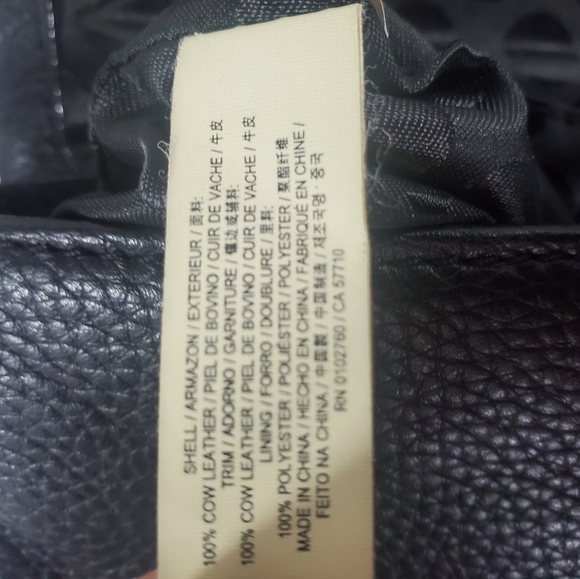 SHELL / ARMAZON / EXTERIEUR / 面料:
100% COW LEATHER / PIEL DE BOVINO / CUIR DE VACHE / 牛皮
TRIM / ADORNO / GARNITURE / 镶边或辅料:
100% COW LEATHER / PIEL DE BOVINO / CUIR DE VACHE / 牛皮
LINING / FORRO / DOUBLURE / 里料:
100% POLYESTER / POLIÉSTER / POLYESTER / 聚酯纤维
MADE IN CHINA / HECHO EN CHINA / FABRIQUÉ EN CHINE /
FEITO NA CHINA / 中国製 / 中国制造 / 제조국명 · 중국
RN 0102760 / CA 57710